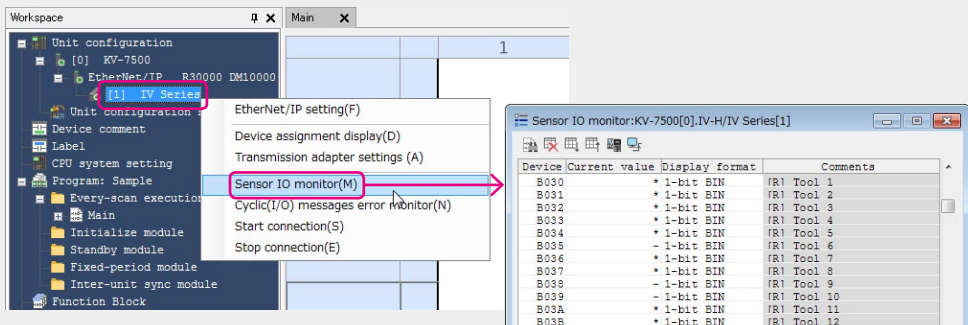 Workspace
Main
1
Unit configuration
[0] KV-7500
EtherNet/IP R30000 DM10000
[1] IV Series
Unit configuration
Device comment
Label
CPU system setting
Program: Sample
Every-scan execution
Main
Initialize module
Standby module
Fixed-period module
Inter-unit sync module
Function Block
EtherNet/IP setting(F)
Device assignment display(D)
Transmission adapter settings (A)
Sensor IO monitor(M)
Cyclic(I/O) messages error monitor(N)
Start connection(S)
Stop connection(E)
Sensor IO monitor:KV-7500[0].IV-H/IV Series[1]
Device Current value Display format Comments
B030 * 1-bit BIN [R] Tool 1
B031 * 1-bit BIN [R] Tool 2
B032 * 1-bit BIN [R] Tool 3
B033 * 1-bit BIN [R] Tool 4
B034 * 1-bit BIN [R] Tool 5
B035 - 1-bit BIN [R] Tool 6
B036 * 1-bit BIN [R] Tool 7
B037 * 1-bit BIN [R] Tool 8
B038 - 1-bit BIN [R] Tool 9
B039 - 1-bit BIN [R] Tool 10
B03A * 1-bit BIN [R] Tool 11
B03B * 1-bit BIN [R] Tool 12